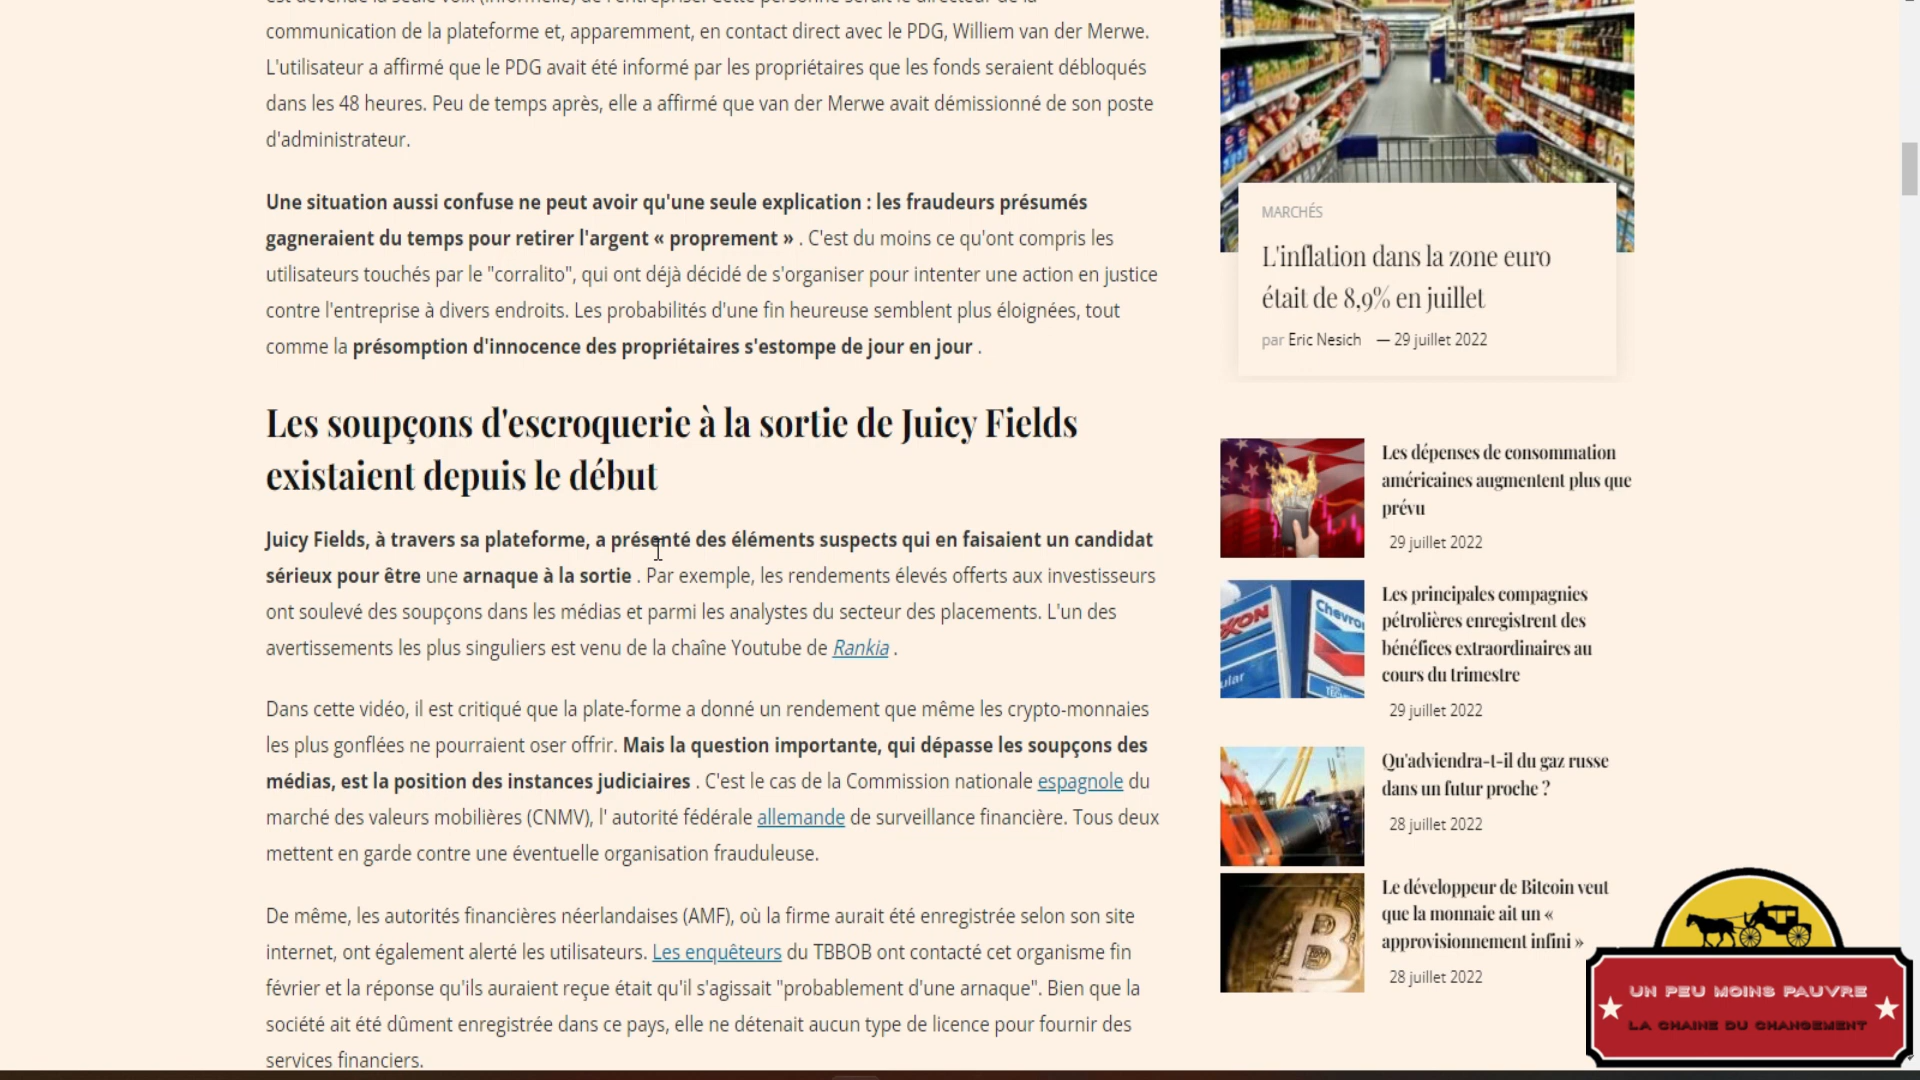 communication de la plateforme et, apparemment, en contact direct avec le PDG, Williem van der Merwe.
L'utilisateur a affirmé que le PDG avait été informé par les propriétaires que les fonds seraient débloqués
dans les 48 heures. Peu de temps après, elle a affirmé que van der Merwe avait démissionné de son poste
d'administrateur.
Une situation aussi confuse ne peut avoir qu'une seule explication : les fraudeurs présumés
gagneraient du temps pour retirer l'argent « proprement » . C'est du moins ce qu'ont compris les
utilisateurs touchés par le "corralito", qui ont déjà décidé de s'organiser pour intenter une action en justice
contre l'entreprise à divers endroits. Les probabilités d'une fin heureuse semblent plus éloignées, tout
comme la présomption d'innocence des propriétaires s'estompe de jour en jour .
Les soupçons d'escroquerie à la sortie de Juicy Fields
existaient depuis le début
Juicy Fields, à travers sa plateforme, a présenté des éléments suspects qui en faisaient un candidat
sérieux pour être une arnaque à la sortie . Par exemple, les rendements élevés offerts aux investisseurs
ont soulevé des soupçons dans les médias et parmi les analystes du secteur des placements. L'un des
avertissements les plus singuliers est venu de la chaîne Youtube de Rankia .
Dans cette vidéo, il est critiqué que la plate-forme a donné un rendement que même les crypto-monnaies
les plus gonflées ne pourraient oser offrir. Mais la question importante, qui dépasse les soupçons des
médias, est la position des instances judiciaires . C'est le cas de la Commission nationale espagnole du
marché des valeurs mobilières (CNMV), l' autorité fédérale allemande de surveillance financière. Tous deux
mettent en garde contre une éventuelle organisation frauduleuse.
De même, les autorités financières néerlandaises (AMF), où la firme aurait été enregistrée selon son site
internet, ont également alerté les utilisateurs. Les enquêteurs du TBBOB ont contacté cet organisme fin
février et la réponse qu'ils auraient reçue était qu'il s'agissait "probablement d'une arnaque". Bien que la
société ait été dûment enregistrée dans ce pays, elle ne détenait aucun type de licence pour fournir des
services financiers.
MARCHÉS
L'inflation dans la zone euro
était de 8,9% en juillet
par Eric Nesich — 29 juillet 2022
Les dépenses de consommation
américaines augmentent plus que
prévu
29 juillet 2022
Les principales compagnies
pétrolières enregistrent des
bénéfices extraordinaires au
cours du trimestre
29 juillet 2022
Qu'adviendra-t-il du gaz russe
dans un futur proche ?
28 juillet 2022
Le développeur de Bitcoin veut
que la monnaie ait un «
approvisionnement infini »
28 juillet 2022
UN PEU MOINS PAUVRE
LA CHAINE DU CHANGEMENT